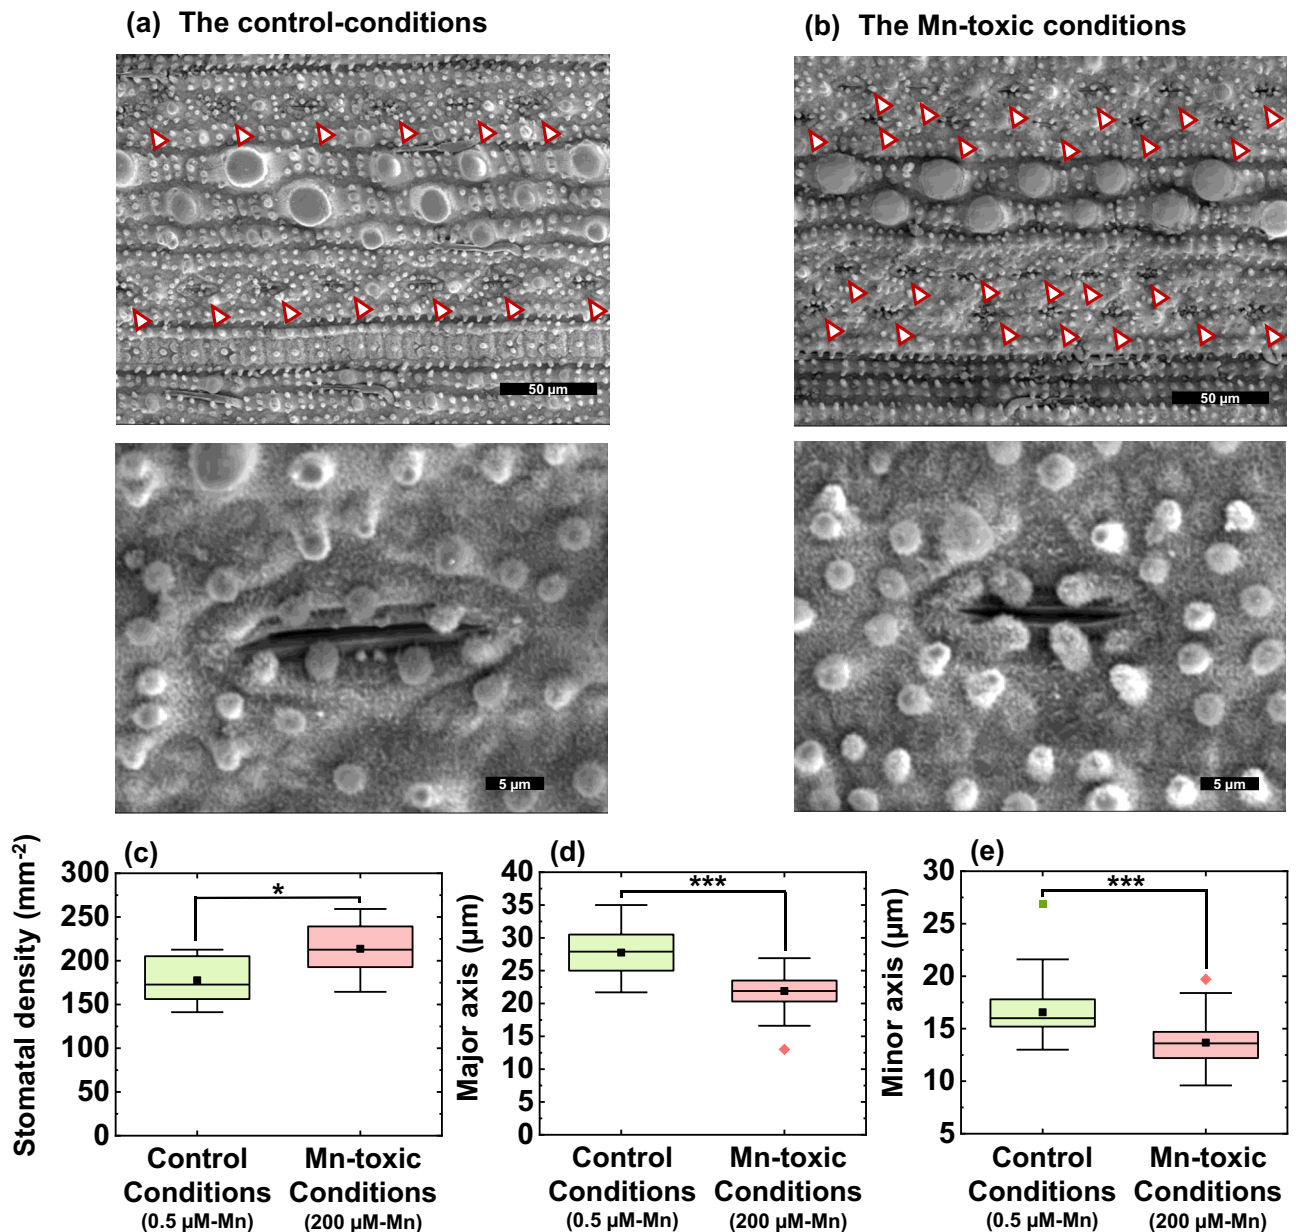 (a) The control-conditions
(b) The Mn-toxic conditions
50 µm
50 µm
5 µm
5 µm
(c)
Stomatal density (mm-2)
300
250
200
150
100
50
0
*
Control Conditions (0.5 µM-Mn)
Mn-toxic Conditions (200 µM-Mn)
(d)
Major axis (µm)
40
35
30
25
20
15
10
5
0
***
Control Conditions (0.5 µM-Mn)
Mn-toxic Conditions (200 µM-Mn)
(e)
Minor axis (µm)
30
25
20
15
10
5
***
Control Conditions (0.5 µM-Mn)
Mn-toxic Conditions (200 µM-Mn)